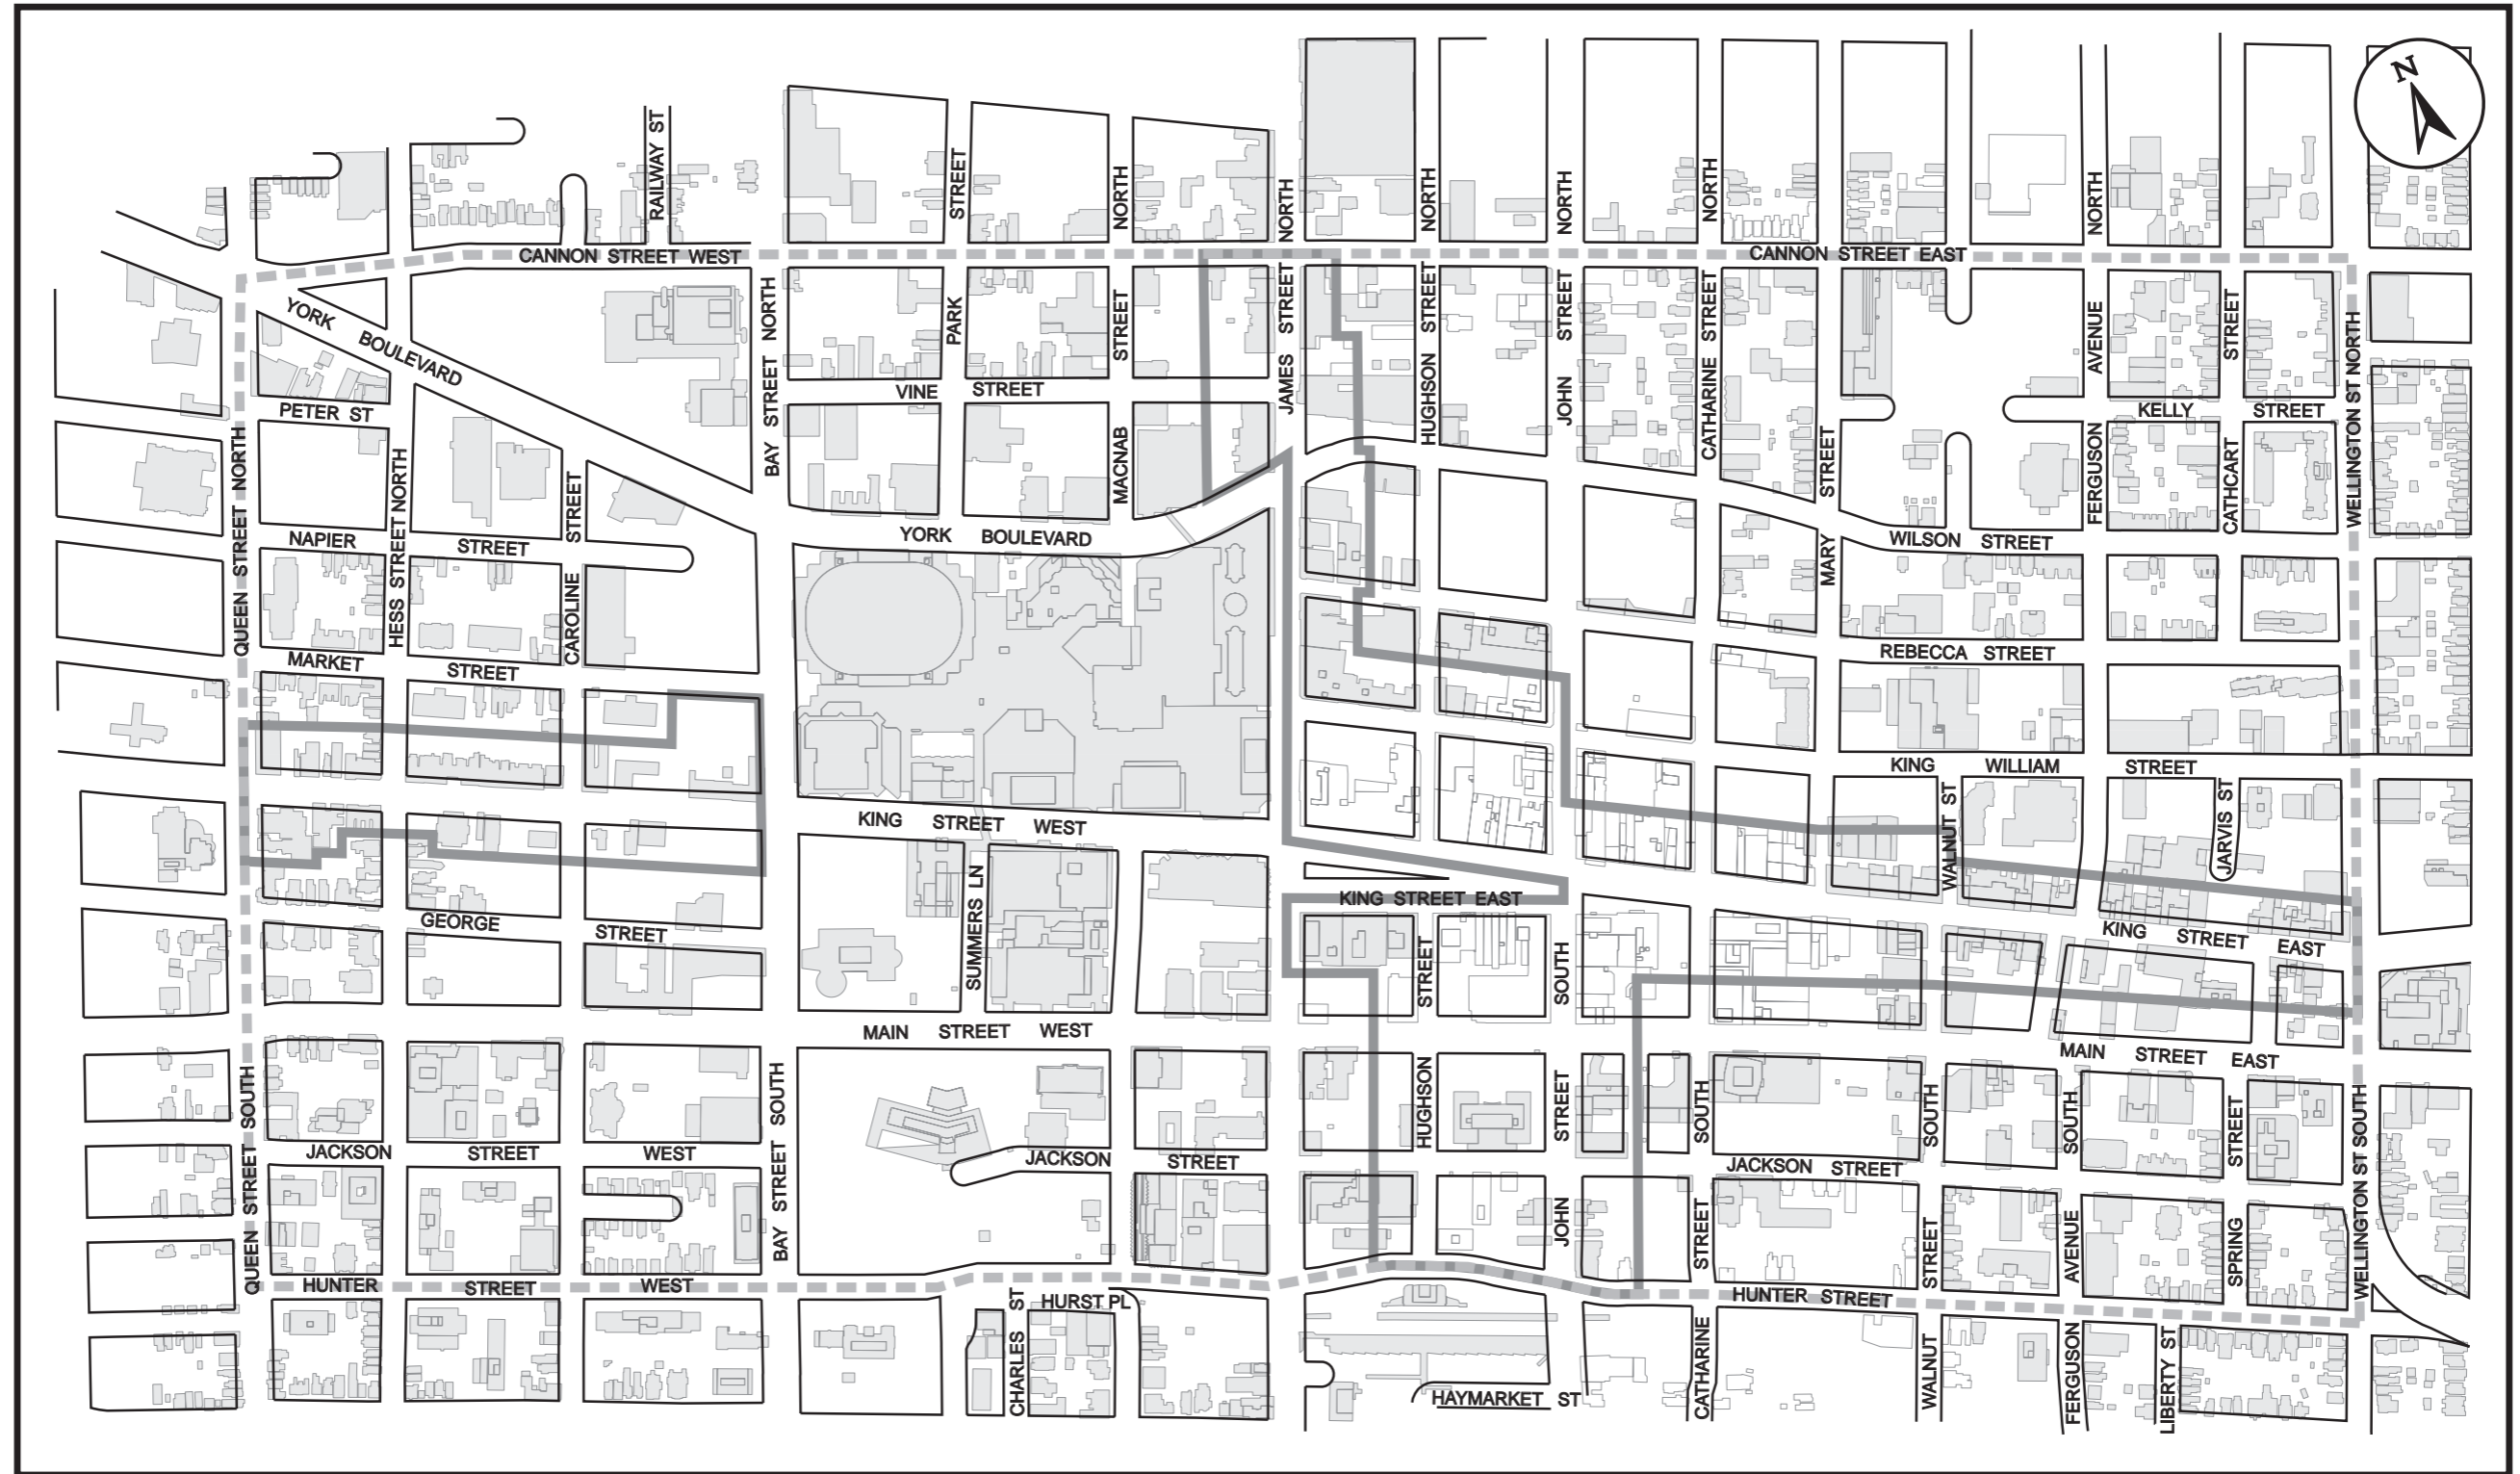 N
RAILWAY ST
STREET
NORTH
NORTH
NORTH
NORTH
NORTH
NORTH
CANNON STREET WEST
CANNON STREET EAST
YORK BOULEVARD
BAY STREET NORTH
PARK
STREET
JAMES STREET
HUGHSON STREET
JOHN STREET
CATHARINE STREET
AVENUE
STREET
WELLINGTON ST NORTH
PETER ST
VINE STREET
KELLY STREET
QUEEN STREET NORTH
HESS STREET NORTH
STREET
MACNAB
STREET
FERGUSON
CATHCART
NAPIER STREET
YORK BOULEVARD
WILSON STREET
CAROLINE
MARY
MARKET STREET
REBECCA STREET
KING WILLIAM STREET
WALNUT ST
JARVIS ST
KING STREET WEST
SUMMERS LN
KING STREET EAST
GEORGE STREET
KING STREET EAST
STREET
SOUTH
MAIN STREET WEST
MAIN STREET EAST
QUEEN STREET SOUTH
BAY STREET SOUTH
HUGHSON
STREET
SOUTH
SOUTH
SOUTH
STREET
WELLINGTON ST SOUTH
JACKSON STREET WEST
JACKSON STREET
JACKSON STREET
JOHN
STREET
STREET
AVENUE
SPRING
HUNTER STREET WEST
HURST PL
HUNTER STREET
CHARLES ST
HAYMARKET ST
CATHARINE
WALNUT
FERGUSON
LIBERTY ST